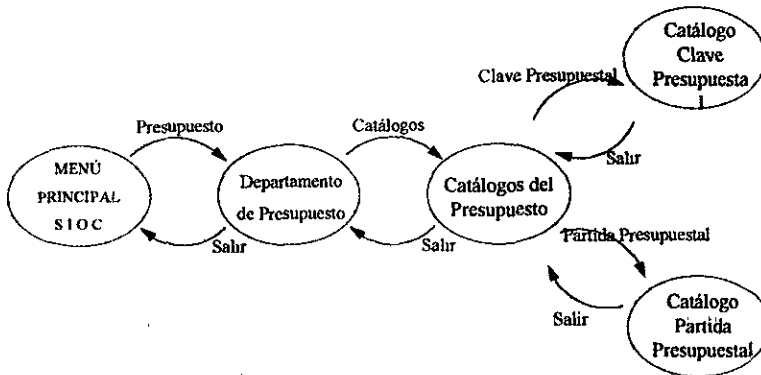 Catálogo
Clave
Presupuesta
l
Clave Presupuestal
Presupuesto
Catálogos
Salir
MENÚ
PRINCIPAL
S I O C
Departamento
de Presupuesto
Catálogos del
Presupuesto
Salir
Salir
Partida Presupuestal
Salir
Catálogo
Partida
Presupuestal